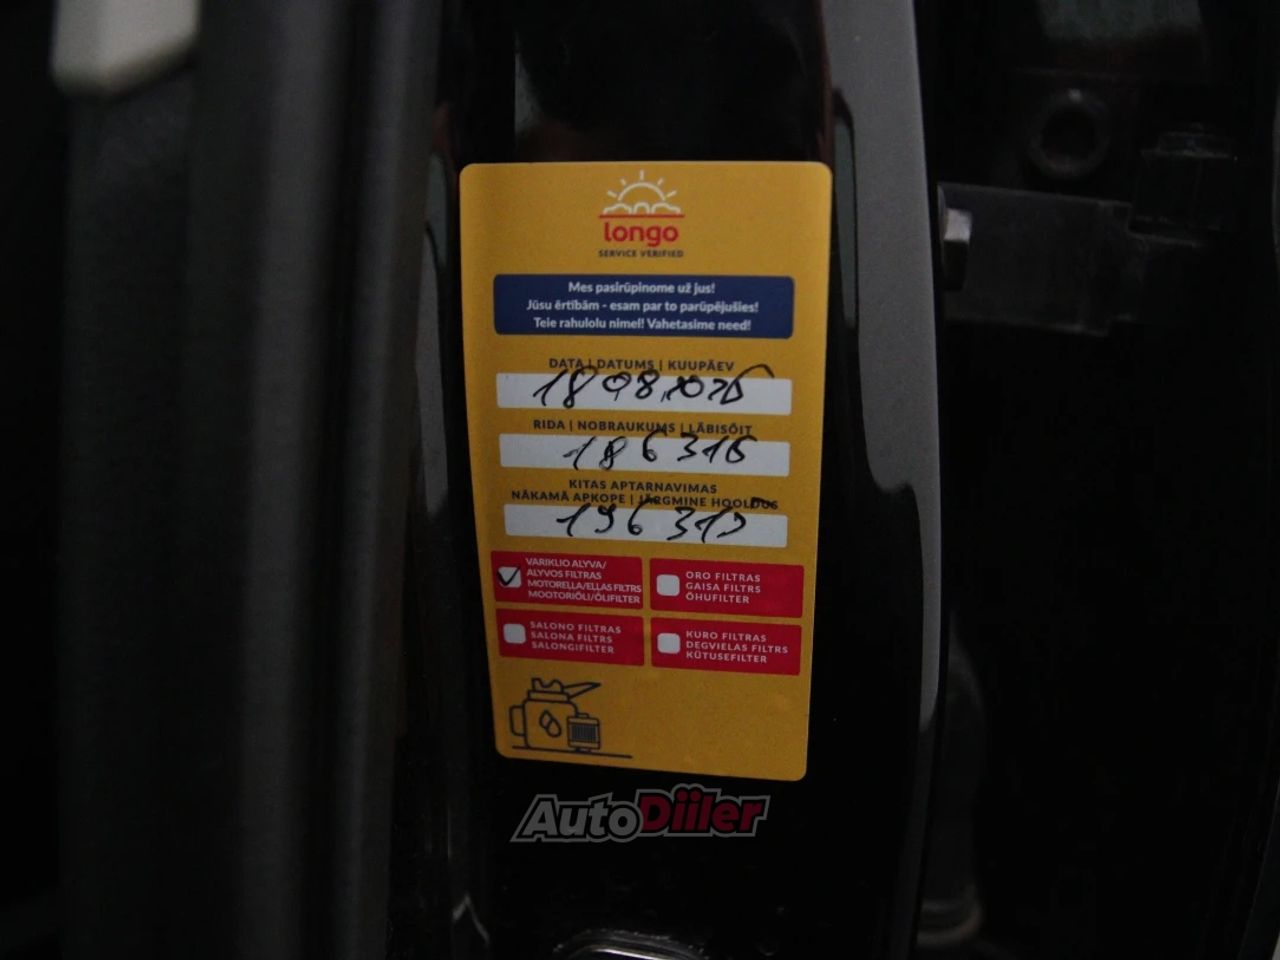 longo
SERVICE VERIFIED
Mes pasirūpinome už jus!
Jūsu ērtībām - esam par to parūpējušies!
Teie rahulolu nimel! Vahetasime need!
DATA | DATUMS | KUUPÄEV
18 08
RIDA | NOBRAUKUMS | LÄBISÕIT
186316
KITAS APTARNAVIMAS
NĀKAMĀ APKOPE | JÄRGMINE HOOLDUS
VARIKLIO ALYVA/
ALYVOS FILTRAS
MOTOREĻĻA/EĻĻAS FILTRS
MOOTORIÕLI/ÕLIFILTER
ORO FILTRAS
GAISA FILTRS
ÕHUFILTER
SALONO FILTRAS
SALONA FILTRS
SALONGIFILTER
KURO FILTRAS
DEGVIELAS FILTRS
KÜTUSEFILTER
AutoDiiler